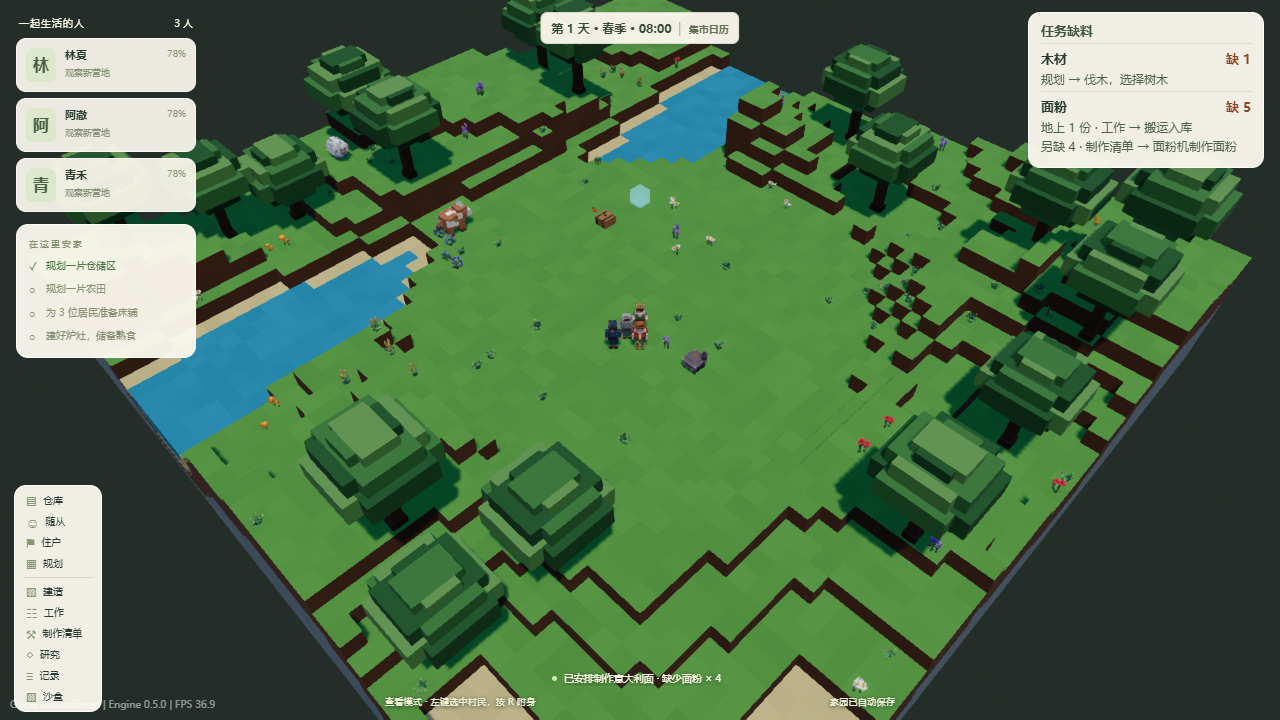 一起生活的人 3 人
林 林夏 78%
观察新营地
阿 阿澈 78%
观察新营地
青 青禾 78%
观察新营地
在这里安家
✓ 规划一片仓储区
○ 规划一片农田
○ 为 3 位居民准备床铺
○ 建好炉灶，储备熟食
第 1 天 · 春季 · 08:00 | 集市日历
任务缺料
木材 缺 1
规划 → 伐木，选择树木
面粉 缺 5
地上 1 份 · 工作 → 搬运入库
另缺 4 · 制作清单 → 面粉机制作面粉
仓库
随从
住户
规划
建造
工作
制作清单
研究
记录
沙盒
| Engine 0.5.0 | FPS 36.9
已安排制作意大利面 · 缺少面粉 × 4
查看模式 · 左键选中村民，按 R 附身
家园已自动保存